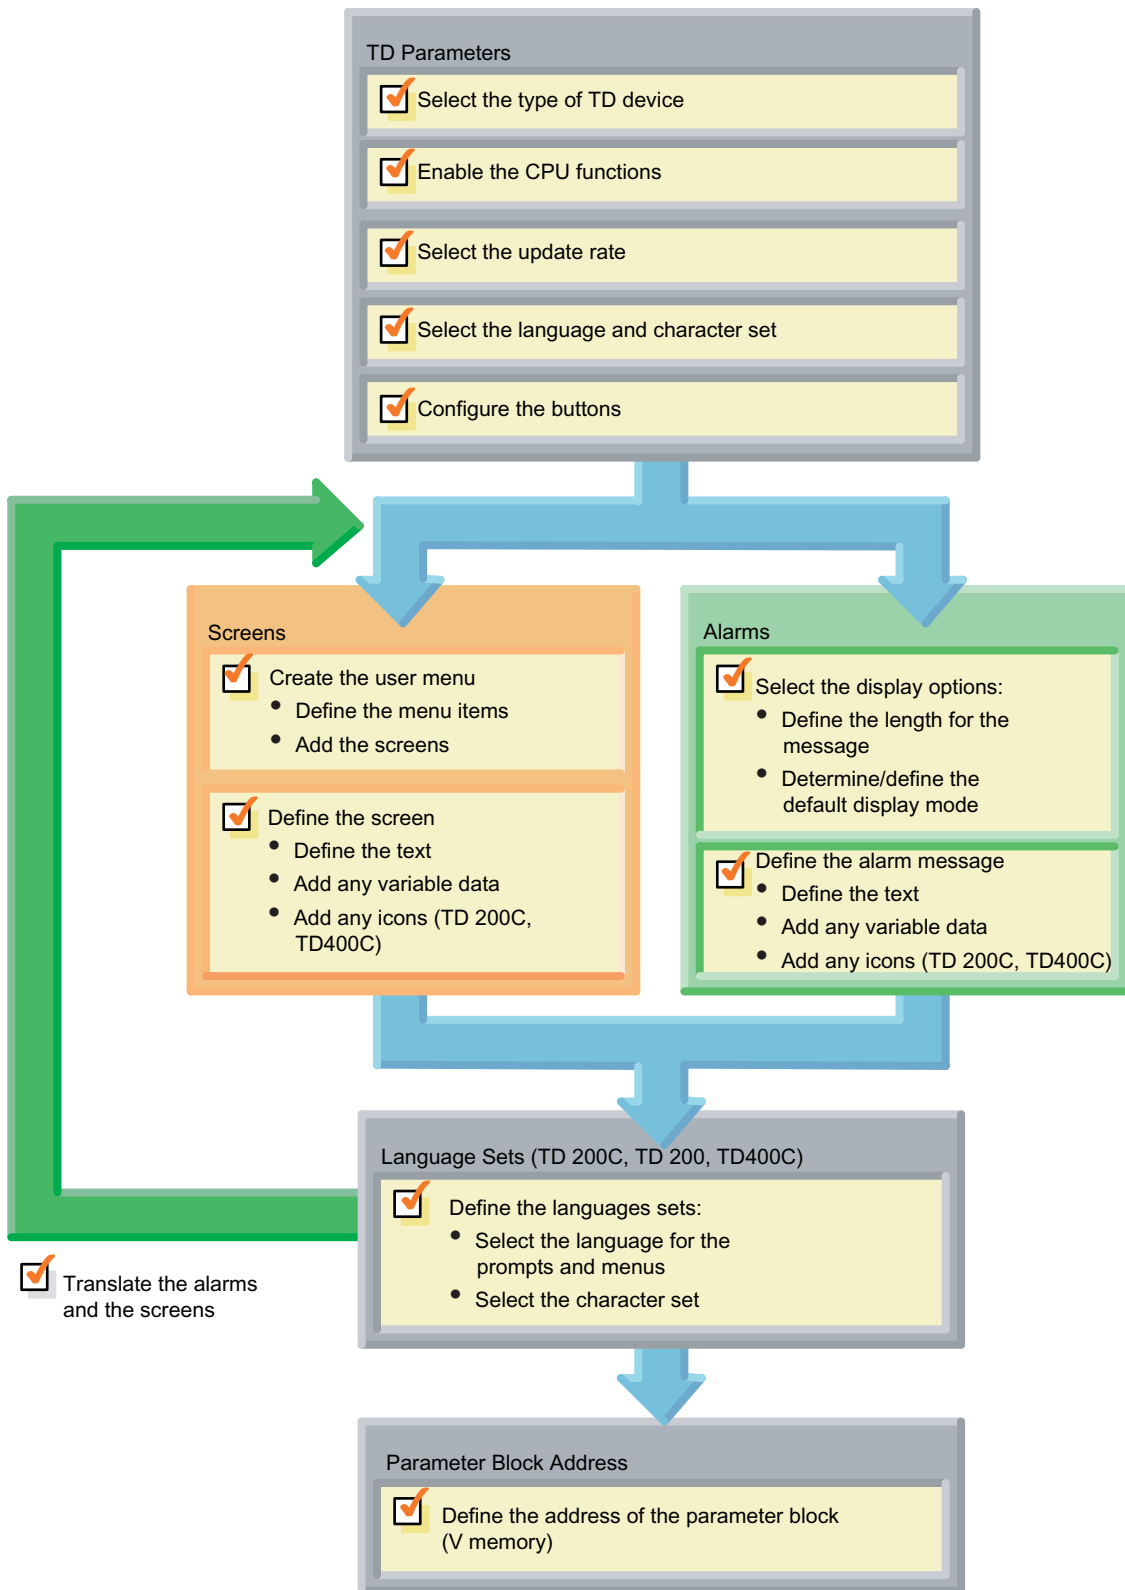 TD Parameters
Select the type of TD device
Enable the CPU functions
Select the update rate
Select the language and character set
Configure the buttons
Screens
Create the user menu
• Define the menu items
• Add the screens
Define the screen
• Define the text
• Add any variable data
• Add any icons (TD 200C,
TD400C)
Alarms
Select the display options:
• Define the length for the
message
• Determine/define the
default display mode
Define the alarm message
• Define the text
• Add any variable data
• Add any icons (TD 200C, TD400C)
Language Sets (TD 200C, TD 200, TD400C)
Define the languages sets:
• Select the language for the
prompts and menus
• Select the character set
Translate the alarms
and the screens
Parameter Block Address
Define the address of the parameter block
(V memory)